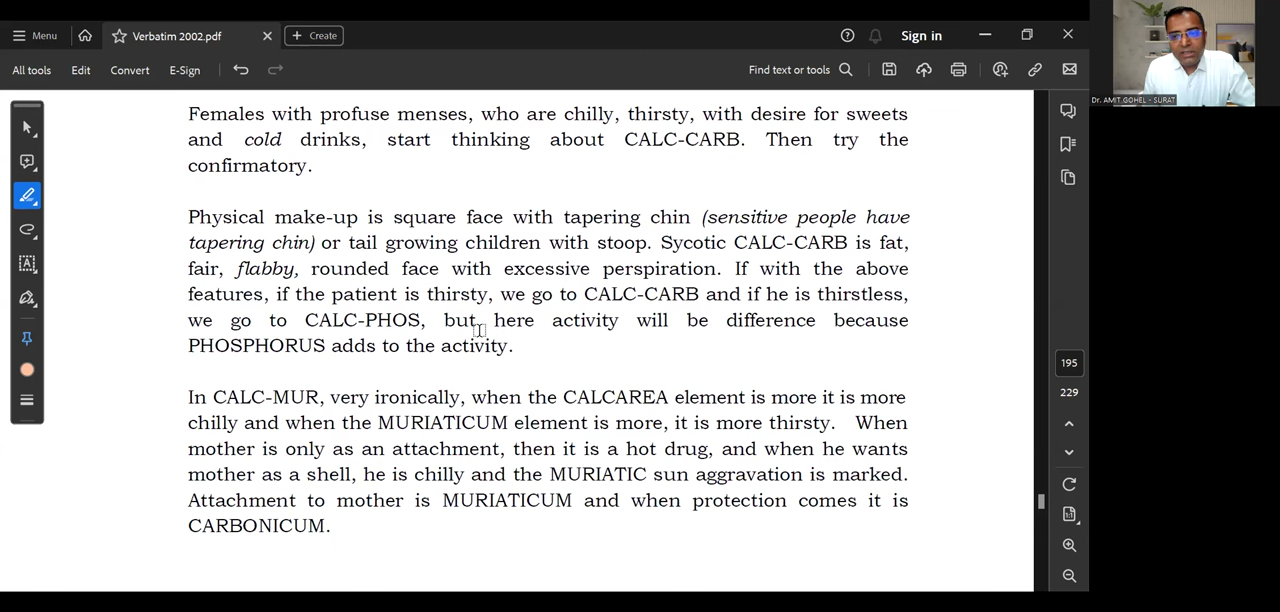 Menu
Verbatim 2002.pdf
Create
Sign in
All tools
Edit
Convert
E-Sign
Find text or tools
Dr. AMIT GOHEL - SURAT
Females with profuse menses, who are chilly, thirsty, with desire for sweets
and cold drinks, start thinking about CALC-CARB. Then try the
confirmatory.
Physical make-up is square face with tapering chin (sensitive people have
tapering chin) or tail growing children with stoop. Sycotic CALC-CARB is fat,
fair, flabby, rounded face with excessive perspiration. If with the above
features, if the patient is thirsty, we go to CALC-CARB and if he is thirstless,
we go to CALC-PHOS, but here activity will be difference because
PHOSPHORUS adds to the activity.
In CALC-MUR, very ironically, when the CALCAREA element is more it is more
chilly and when the MURIATICUM element is more, it is more thirsty. When
mother is only as an attachment, then it is a hot drug, and when he wants
mother as a shell, he is chilly and the MURIATIC sun aggravation is marked.
Attachment to mother is MURIATICUM and when protection comes it is
CARBONICUM.
195
229
1:1